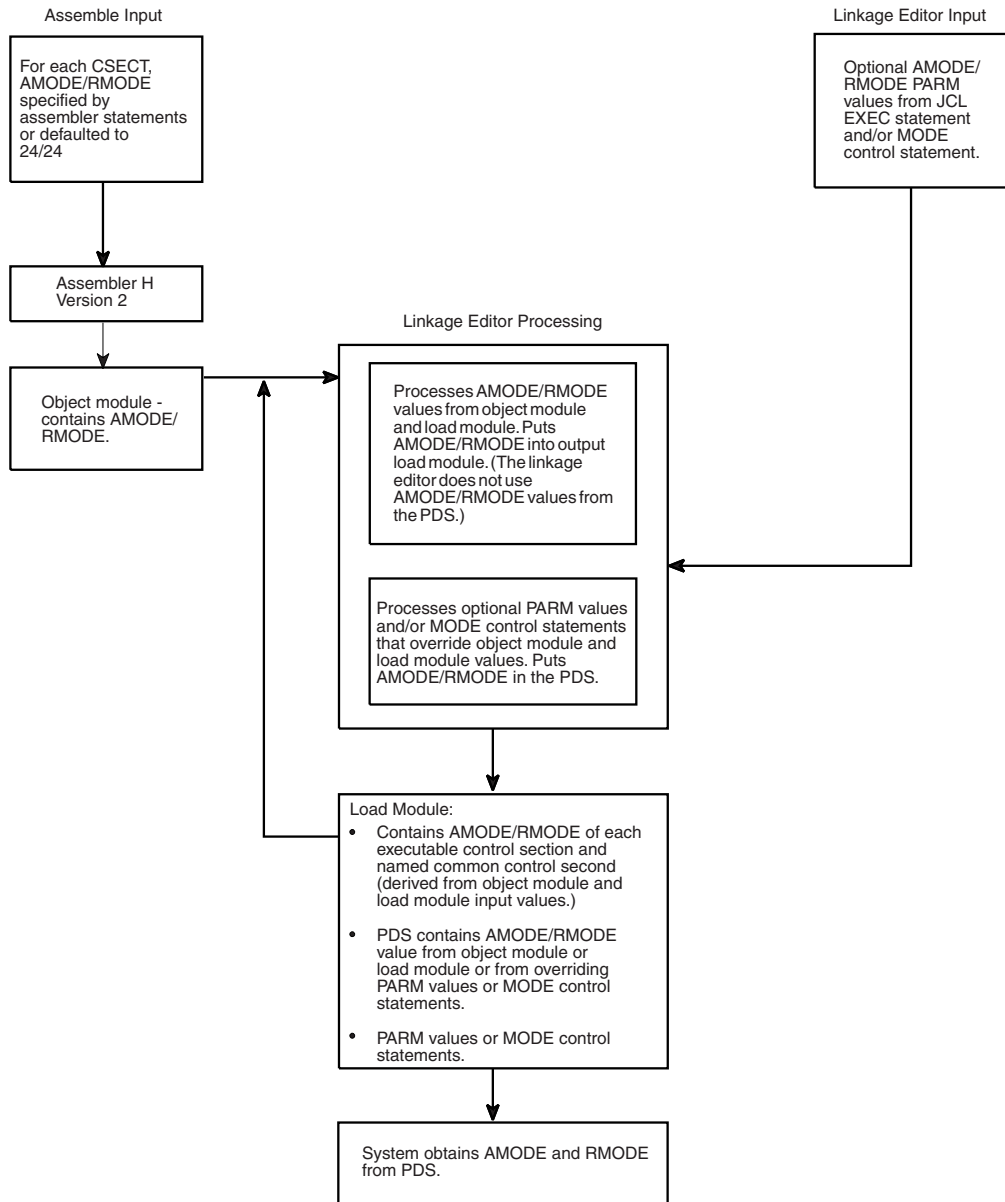 Assemble Input
For each CSECT,
AMODE/RMODE
specified by
assembler statements
or defaulted to
24/24
Assembler H
Version 2
Object module -
contains AMODE/
RMODE.
Linkage Editor Input
Optional AMODE/
RMODE PARM
values from JCL
EXEC statement
and/or MODE
control statement.
Linkage Editor Processing
Processes AMODE/RMODE
values from object module
and load module. Puts
AMODE/RMODE into output
load module. (The linkage
editor does not use
AMODE/RMODE values from
the PDS.)
Processes optional PARM values
and/or MODE control statements
that override object module and
load module values. Puts
AMODE/RMODE in the PDS.
Load Module:
• Contains AMODE/RMODE of each
executable control section and
named common control second
(derived from object module and
load module input values.)
• PDS contains AMODE/RMODE
value from object module or
load module or from overriding
PARM values or MODE control
statements.
• PARM values or MODE control
statements.
System obtains AMODE and RMODE
from PDS.